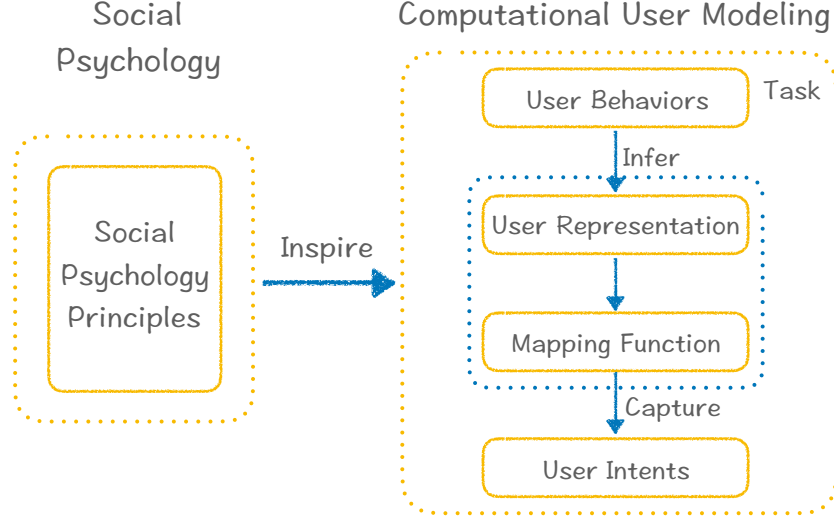 Social
Psychology
Computational User Modeling
Social
Psychology
Principles
Inspire
Task
User Behaviors
Infer
User Representation
Mapping Function
Capture
User Intents